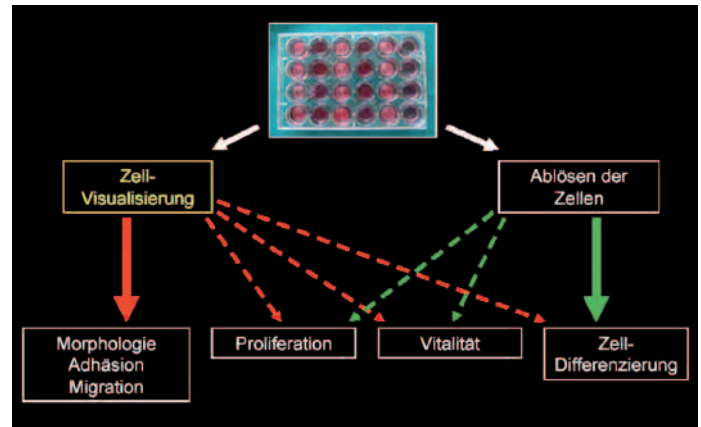 Zell-
Visualisierung
Ablösen der
Zellen
Morphologie
Adhäsion
Migration
Proliferation
Vitalität
Zell-
Differenzierung